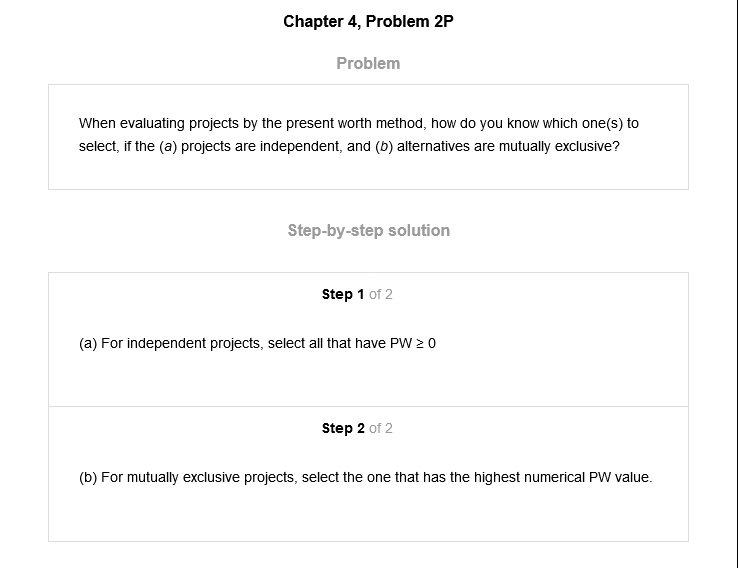 Chapter 4, Problem 2P
Problem
When evaluating projects by the present worth method, how do you know which one(s) to
select, if the (a) projects are independent, and (b) alternatives are mutually exclusive?
Step-by-step solution
Step 1 of 2
(a) For independent projects, select all that have PW ≥ 0
Step 2 of 2
(b) For mutually exclusive projects, select the one that has the highest numerical PW value.